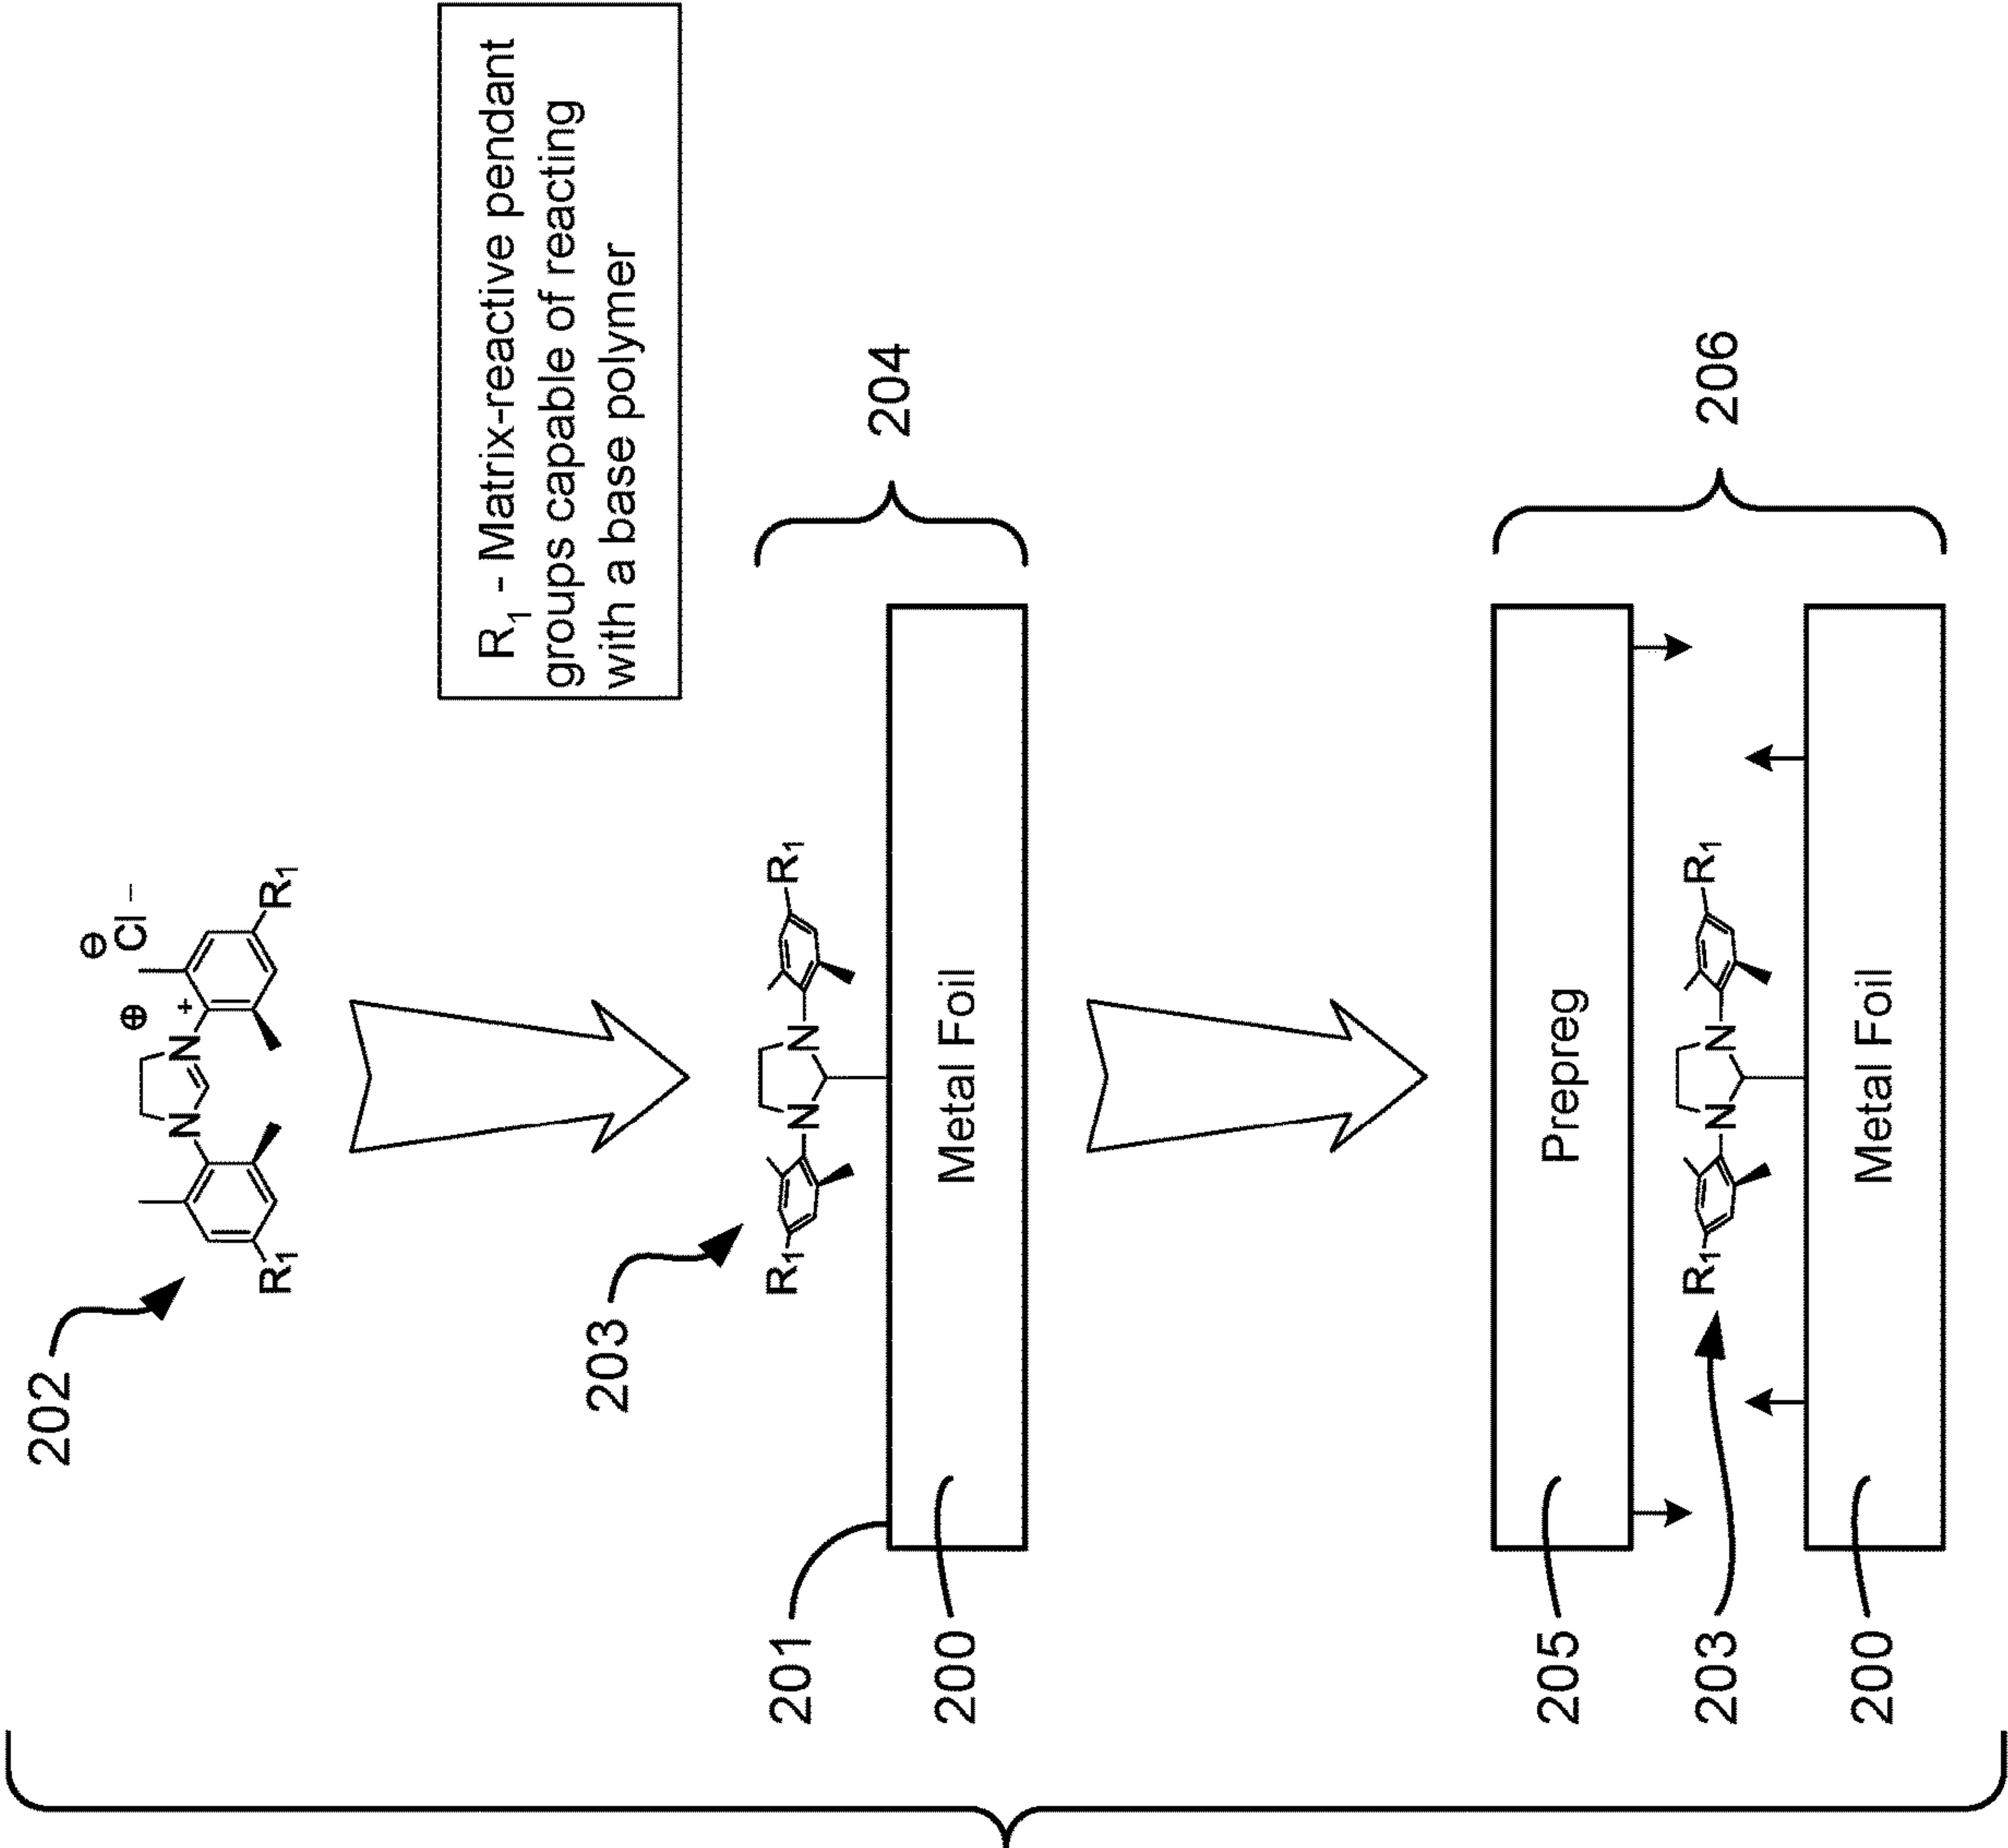 202
R1
N
N
⊕
+
⊖
Cl −
R1
R1 - Matrix-reactive pendant
groups capable of reacting
with a base polymer
203
R1
N
N
R1
201
200
Metal Foil
204
205
Prepreg
203
R1
N
N
R1
200
Metal Foil
206